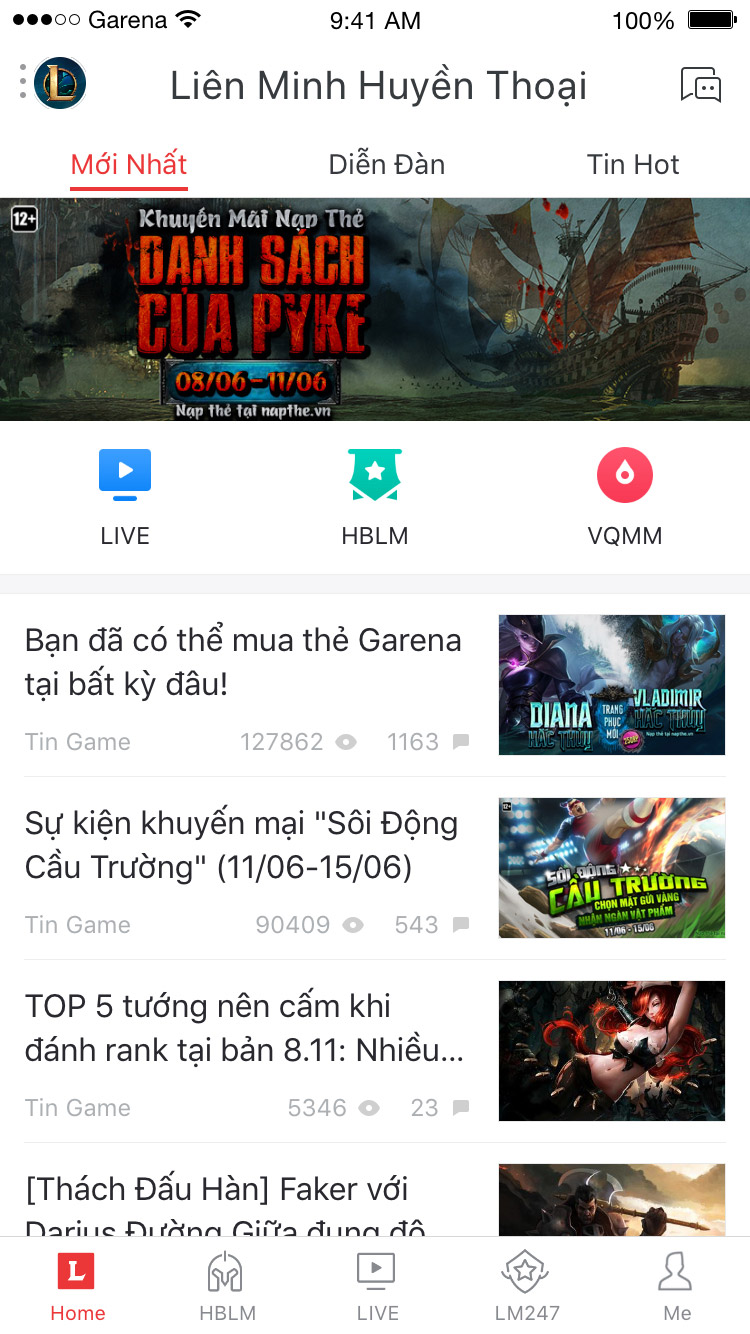 Garena
9:41 AM
100%
Liên Minh Huyền Thoại
Mới Nhất
Diễn Đàn
Tin Hot
12+
Khuyến Mãi Nạp Thẻ
DANH SÁCH
CỦA PYKE
08/06-11/06
Nạp thẻ tại napthe.vn
LIVE
HBLM
VQMM
Bạn đã có thể mua thẻ Garena
tại bất kỳ đâu!
Tin Game
127862
1163
DIANA
HẮC THỦY
TRANG
PHỤC
MỚI
VLADIMIR
HẮC THỦY
Nạp thẻ tại napthe.vn
Sự kiện khuyến mại "Sôi Động
Cầu Trường" (11/06-15/06)
Tin Game
90409
543
12+
SÔI ĐỘNG
CẦU TRƯỜNG
CHỌN MẶT GỬI VÀNG
NHẬN NGÀN VẬT PHẨM
11/06 - 15/06
TOP 5 tướng nên cấm khi
đánh rank tại bản 8.11: Nhiều...
Tin Game
5346
23
[Thách Đấu Hàn] Faker với
Darius Đường Giữa đụng độ
L
Home
HBLM
LIVE
LM247
Me